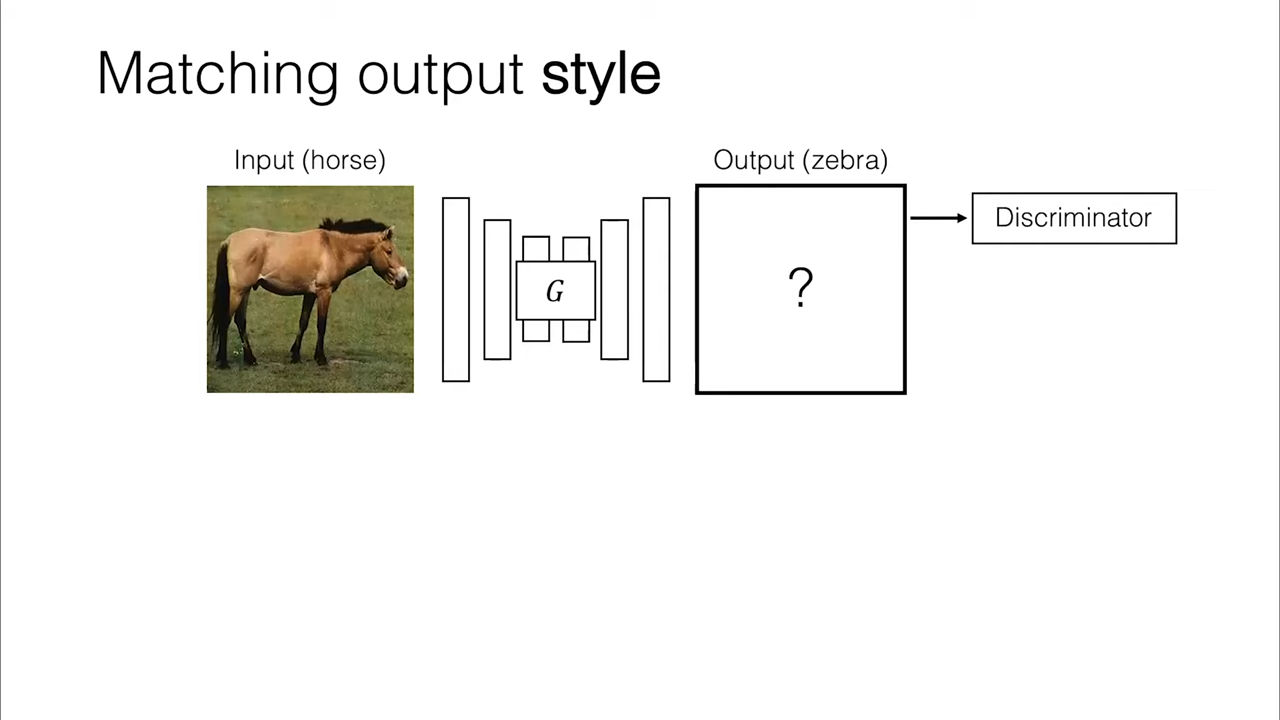 Matching output style
Input (horse)
Output (zebra)
Discriminator
G
?